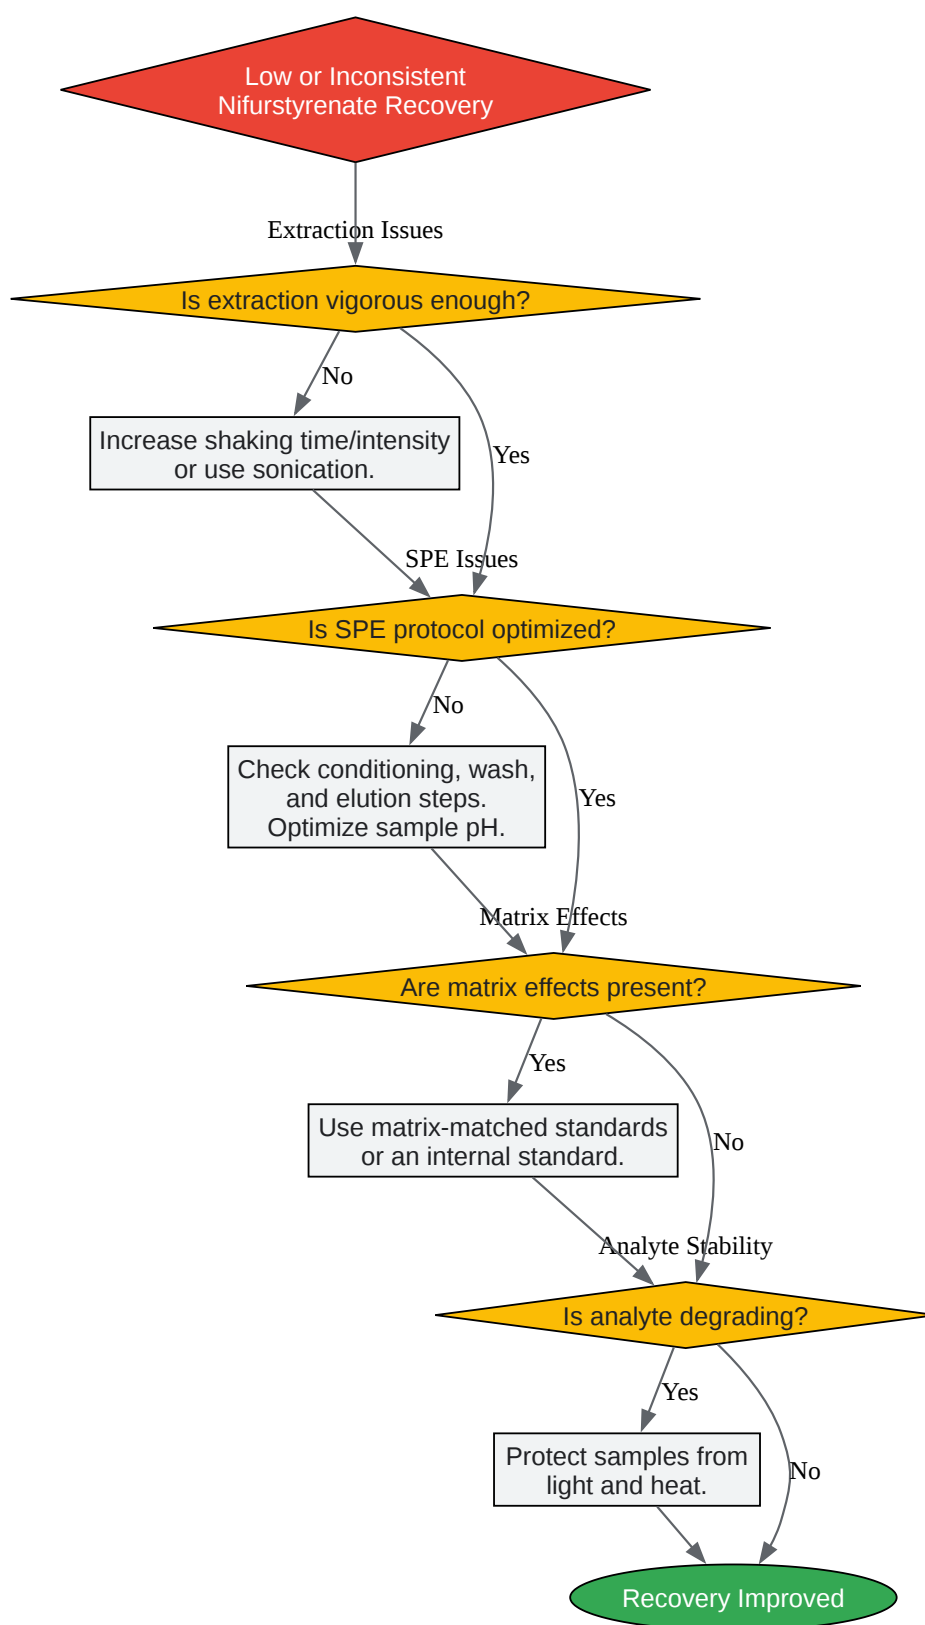 Low or Inconsistent
Nifurstyrenate Recovery
Extraction Issues
Is extraction vigorous enough?
No
Increase shaking time/intensity
or use sonication.
Yes
SPE Issues
Is SPE protocol optimized?
No
Check conditioning, wash,
and elution steps.
Optimize sample pH.
Yes
Matrix Effects
Are matrix effects present?
Yes
Use matrix-matched standards
or an internal standard.
No
Analyte Stability
Is analyte degrading?
Yes
Protect samples from
light and heat.
No
Recovery Improved